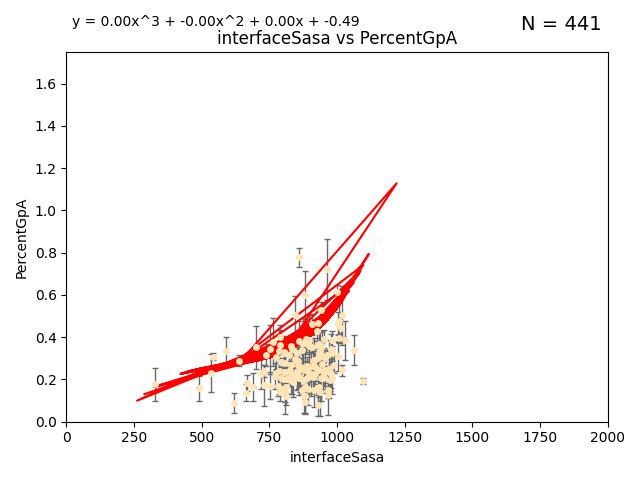 y = 0.00x^3 + -0.00x^2 + 0.00x + -0.49
N = 441
interfaceSasa vs PercentGpA
1.6
1.4
1.2
1.0
0.8
0.6
0.4
0.2
0.0
PercentGpA
0 250 500 750 1000 1250 1500 1750 2000
interfaceSasa